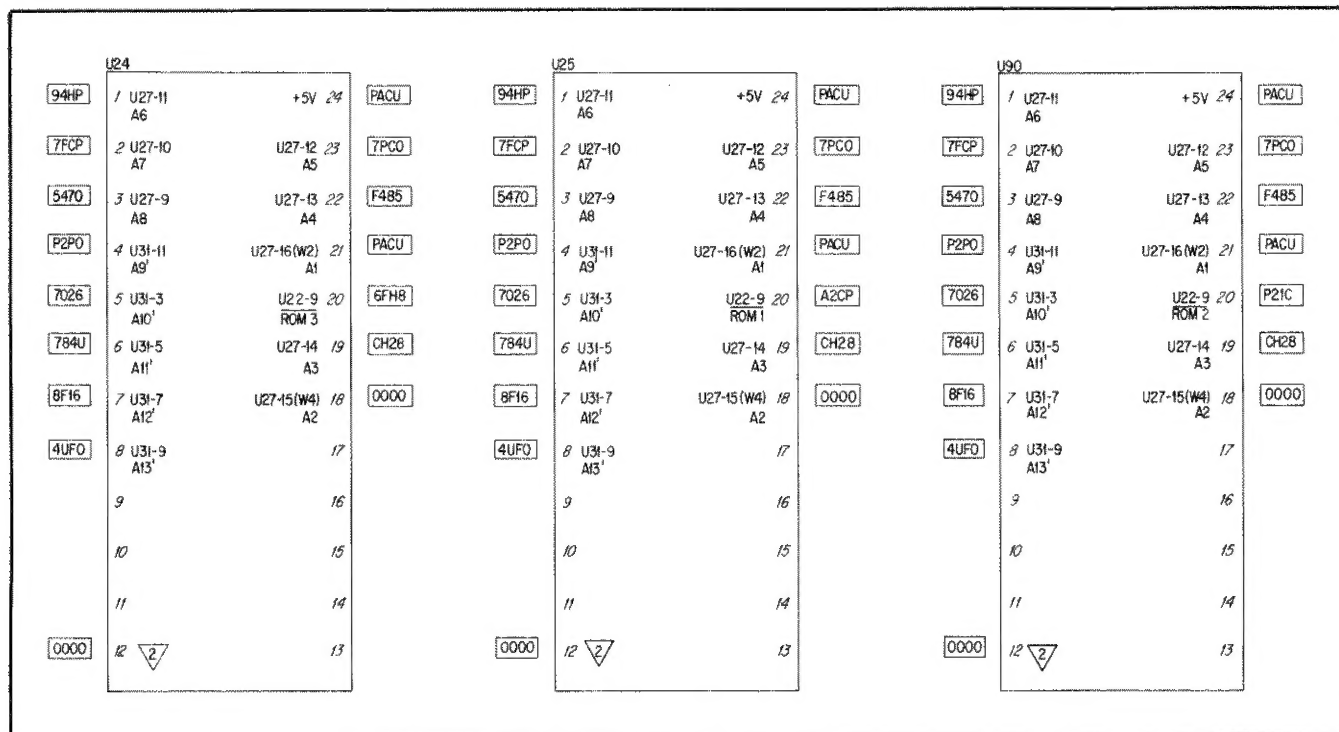 U24
94HP 1 U27-11 +5V 24 PACU
A6
7FCP 2 U27-10 U27-12 23 7PC0
A7 A5
5470 3 U27-9 U27-13 22 F485
A8 A4
P2P0 4 U31-11 U27-16(W2) 21 PACU
A9' A1
7026 5 U31-3 U22-9 20 6FH8
A10' ROM 3
784U 6 U31-5 U27-14 19 CH28
A11' A3
8F16 7 U31-7 U27-15(W4) 18 0000
A12' A2
4UF0 8 U31-9 17
A13'
9 16
10 15
11 14
0000 12 2 13
U25
94HP 1 U27-11 +5V 24 PACU
A6
7FCP 2 U27-10 U27-12 23 7PC0
A7 A5
5470 3 U27-9 U27-13 22 F485
A8 A4
P2P0 4 U31-11 U27-16(W2) 21 PACU
A9' A1
7026 5 U31-3 U22-9 20 A2CP
A10' ROM 1
784U 6 U31-5 U27-14 19 CH28
A11' A3
8F16 7 U31-7 U27-15(W4) 18 0000
A12' A2
4UF0 8 U31-9 17
A13'
9 16
10 15
11 14
0000 12 2 13
U90
94HP 1 U27-11 +5V 24 PACU
A6
7FCP 2 U27-10 U27-12 23 7PC0
A7 A5
5470 3 U27-9 U27-13 22 F485
A8 A4
P2P0 4 U31-11 U27-16(W2) 21 PACU
A9' A1
7026 5 U31-3 U22-9 20 P21C
A10' ROM 2
784U 6 U31-5 U27-14 19 CH28
A11' A3
8F16 7 U31-7 U27-15(W4) 18 0000
A12' A2
4UF0 8 U31-9 17
A13'
9 16
10 15
11 14
0000 12 2 13